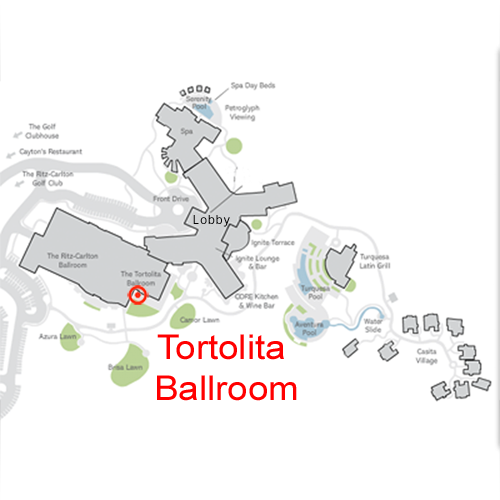 Spa Day Beds
Serenity
Pool
Petroglyph
Viewing
Spa
The Golf
Clubhouse
Cayton's Restaurant
The Ritz-Carlton
Golf Club
Front Drive
Lobby
Ignite Terrace
The Ritz-Carlton
Ballroom
The Tortolita
Ballroom
Ignite Lounge
& Bar
Turquesa
Latin Grill
Turquesa
Pool
CORE Kitchen
& Wine Bar
Azura Lawn
Camor Lawn
Brisa Lawn
Aventura
Pool
Water
Slide
Casita
Village
Tortolita
Ballroom